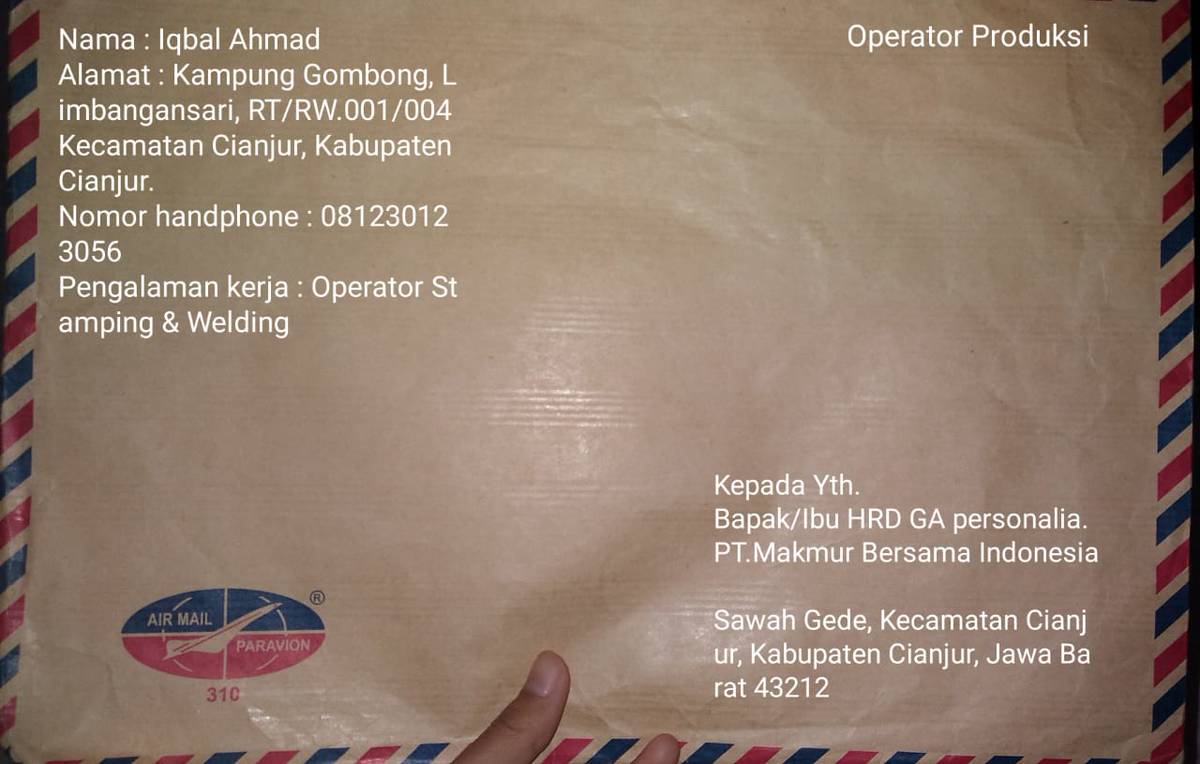 Nama : Iqbal Ahmad
Alamat : Kampung Gombong, L
imbangansari, RT/RW.001/004
Kecamatan Cianjur, Kabupaten
Cianjur.
Nomor handphone : 08123012
3056
Pengalaman kerja : Operator St
amping & Welding
Operator Produksi
Kepada Yth.
Bapak/Ibu HRD GA personalia.
PT.Makmur Bersama Indonesia
Sawah Gede, Kecamatan Cianj
ur, Kabupaten Cianjur, Jawa Ba
rat 43212
AIR MAIL
PARAVION
®
310